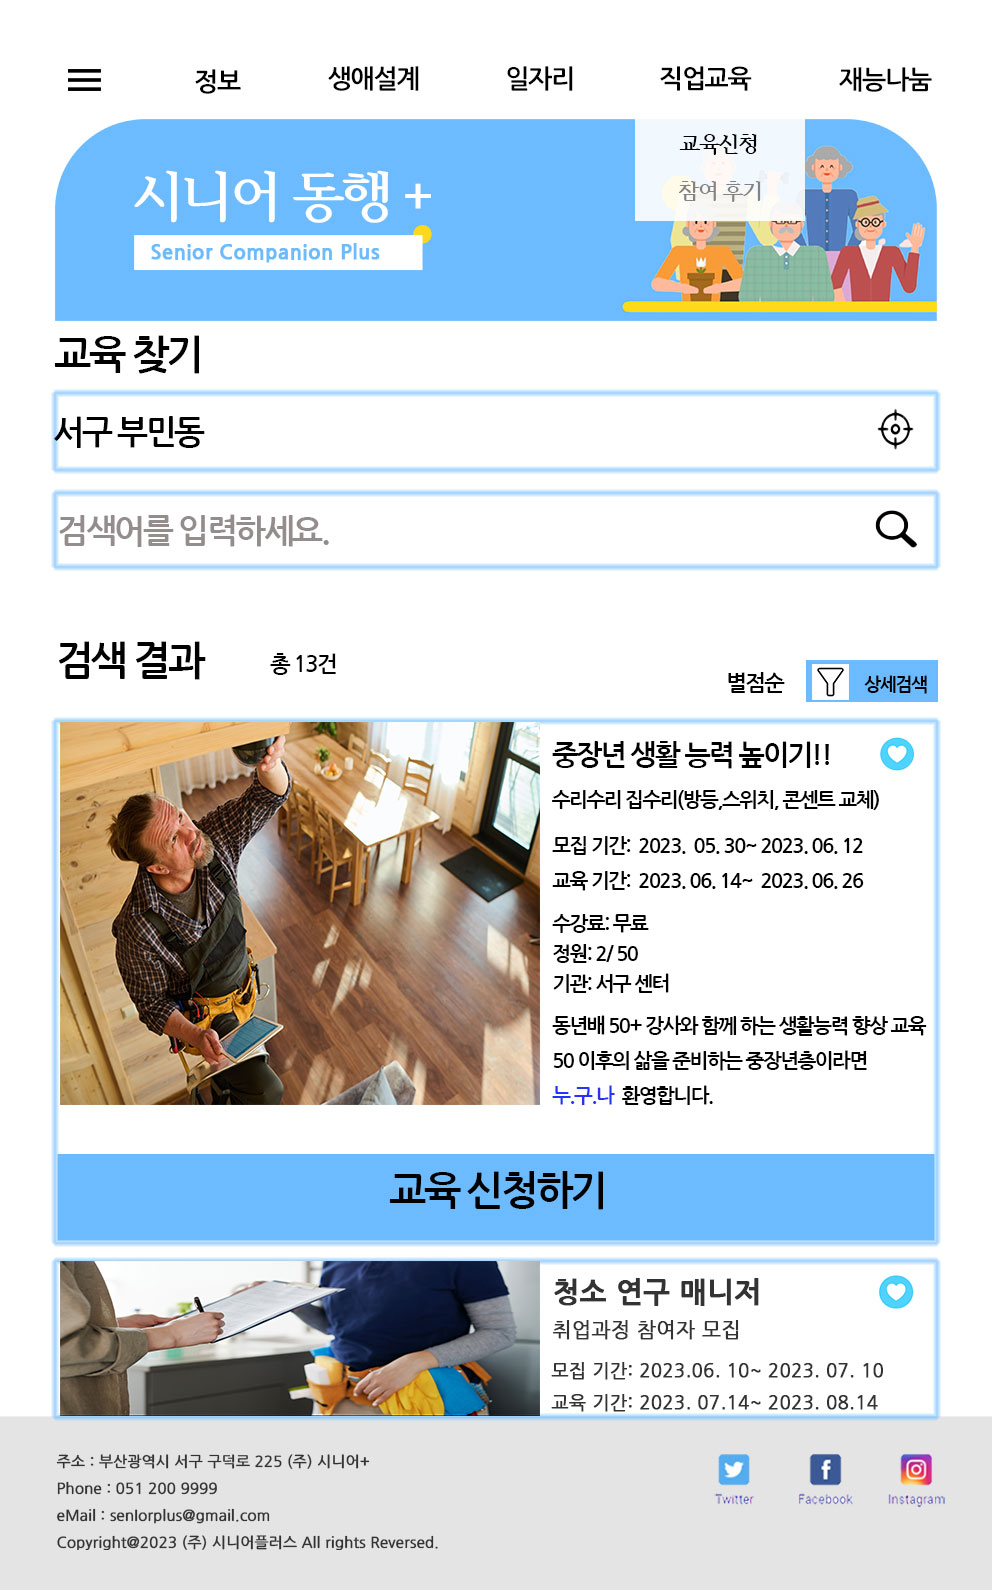 정보 생애설계 일자리 직업교육 재능나눔
교육신청
참여 후기
시니어 동행 +
Senior Companion Plus
교육 찾기
서구 부민동
검색어를 입력하세요.
검색 결과 총 13건
별점순 상세검색
중장년 생활 능력 높이기!!
수리수리 집수리(방등,스위치, 콘센트 교체)
모집 기간: 2023. 05. 30~ 2023. 06. 12
교육 기간: 2023. 06. 14~ 2023. 06. 26
수강료: 무료
정원: 2/ 50
기관: 서구 센터
동년배 50+ 강사와 함께 하는 생활능력 향상 교육
50 이후의 삶을 준비하는 중장년층이라면
누.구.나 환영합니다.
교육 신청하기
청소 연구 매니저
취업과정 참여자 모집
모집 기간: 2023.06. 10~ 2023. 07. 10
교육 기간: 2023. 07.14~ 2023. 08.14
주소 : 부산광역시 서구 구덕로 225 (주) 시니어+
Phone : 051 200 9999
eMail : senIorplus@gmail.com
Copyright@2023 (주) 시니어플러스 All rights Reversed.
Twitter Facebook Instagram